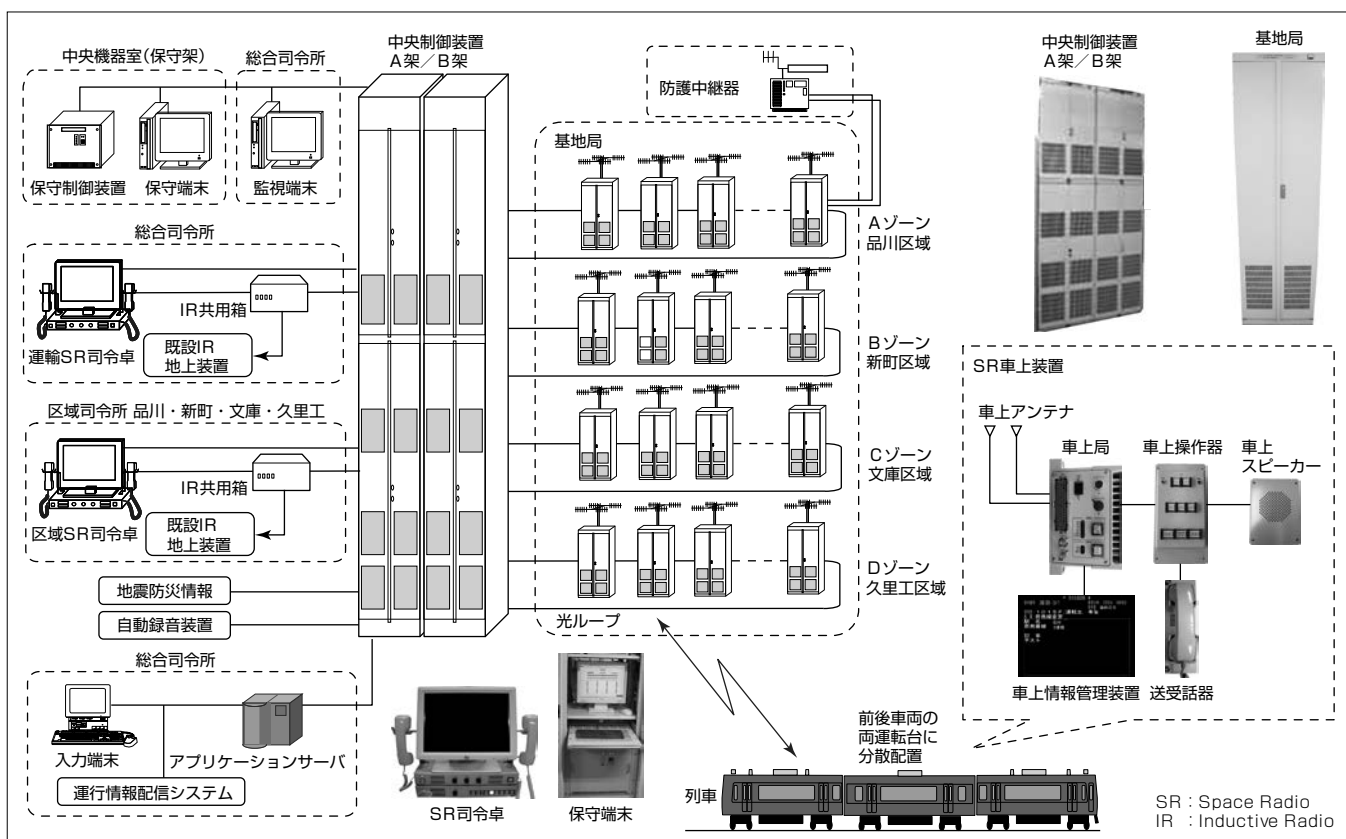 中央機器室(保守架)
総合司令所
中央制御装置
A架／B架
保守制御装置
保守端末
監視端末
防護中継器
基地局
総合司令所
IR共用箱
運輸SR司令卓
既設IR
地上装置
区域司令所 品川・新町・文庫・久里工
IR共用箱
区域SR司令卓
既設IR
地上装置
地震防災情報
自動録音装置
総合司令所
入力端末
アプリケーションサーバ
運行情報配信システム
Aゾーン
品川区域
Bゾーン
新町区域
Cゾーン
文庫区域
Dゾーン
久里工区域
光ループ
SR司令卓
保守端末
中央制御装置
A架／B架
基地局
SR車上装置
車上アンテナ
車上局
車上操作器
車上
スピーカー
車上情報管理装置
送受話器
前後車両の
両運転台に
分散配置
列車
SR：Space Radio
IR：Inductive Radio